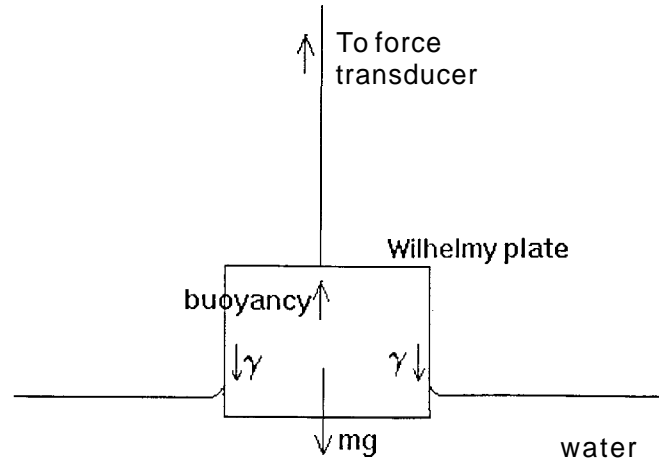 To force
transducer
Wilhelmy plate
buoyancy
γ
γ
mg
water